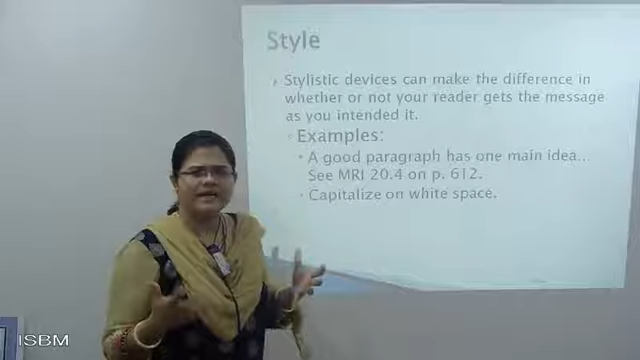 Style
Stylistic devices can make the difference in
whether or not your reader gets the message
as you intended it.
Examples:
A good paragraph has one main idea...
See MRI 20.4 on p. 612.
Capitalize on white space.
ISBM